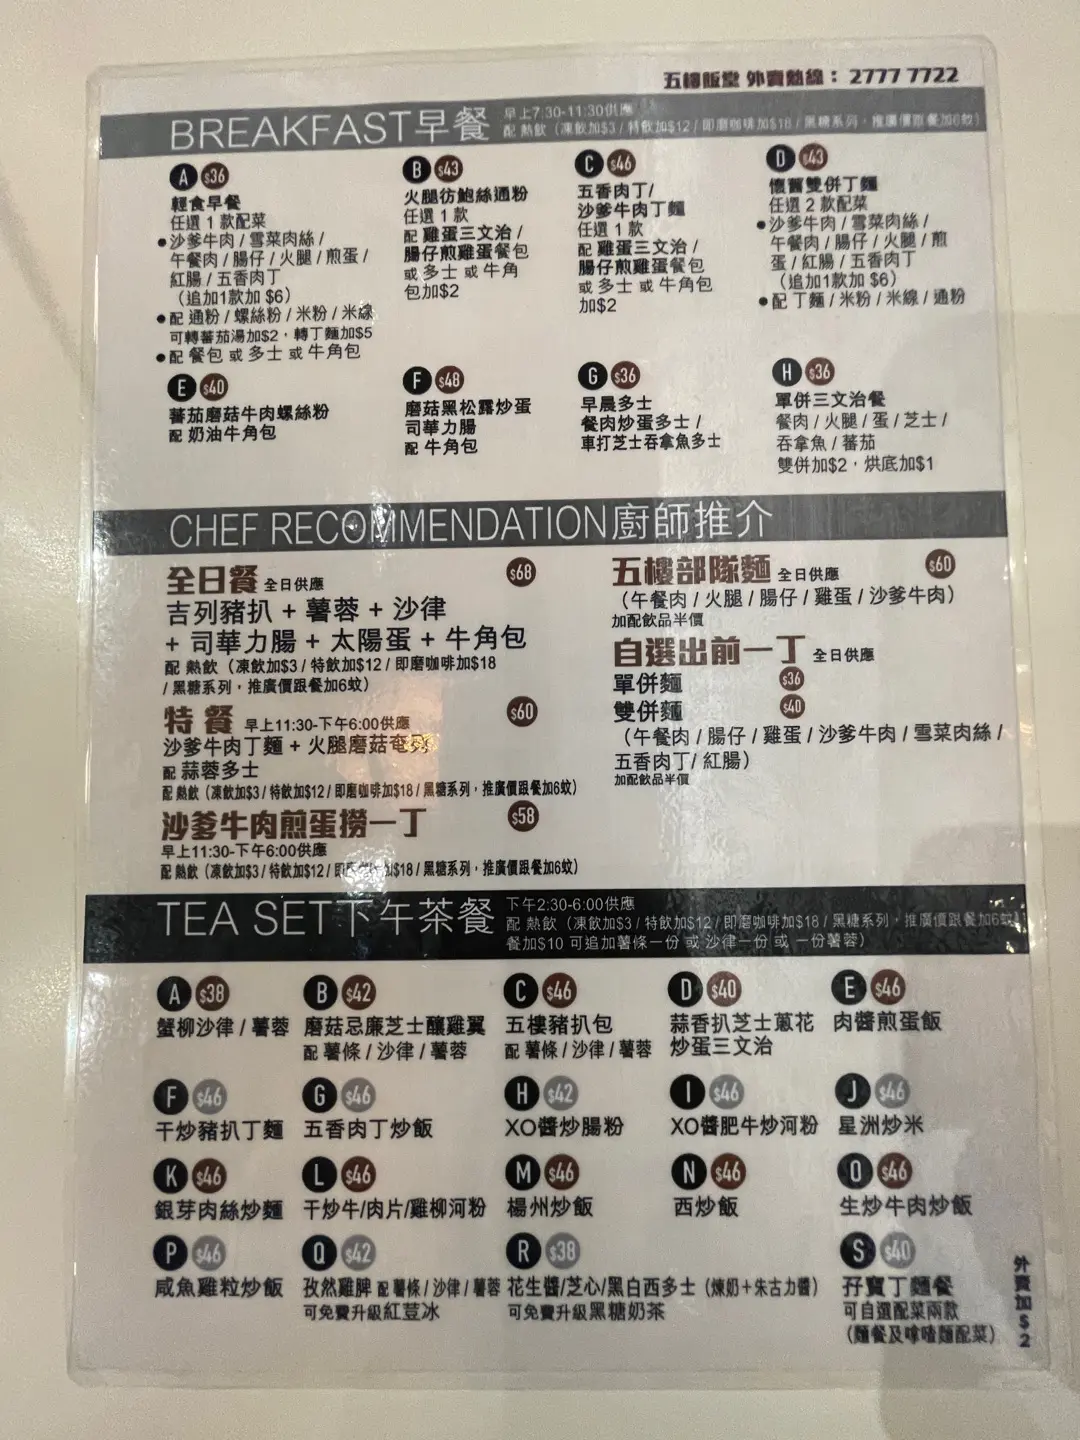 五樓飯堂 外賣熱線： 2777 7722
BREAKFAST早餐
早上7:30-11:30供應
配 熱飲（凍飲加$3 / 特飲加$12 / 即磨咖啡加$18 / 黑糖系列，推廣價跟餐加6蚊）
A $36
輕食早餐
任選 1 款配菜
●沙爹牛肉 / 雪菜肉絲 /
午餐肉 / 腸仔 / 火腿 / 煎蛋 /
紅腸 / 五香肉丁
（追加1款加 $6）
●配 通粉 / 螺絲粉 / 米粉 / 米線
可轉蕃茄湯加$2，轉丁麵加$5
●配 餐包 或 多士 或 牛角包
B $43
火腿彷鮑絲通粉
任選 1 款
配 雞蛋三文治 /
腸仔煎雞蛋餐包
或 多士 或 牛角
包加$2
C $46
五香肉丁/
沙爹牛肉丁麵
任選 1 款
配 雞蛋三文治 /
腸仔煎雞蛋餐包
或 多士 或 牛角包
加$2
D $43
懷舊雙併丁麵
任選 2 款配菜
●沙爹牛肉 / 雪菜肉絲 /
午餐肉 / 腸仔 / 火腿 / 煎
蛋 / 紅腸 / 五香肉丁
（追加1款加 $6）
●配 丁麵 / 米粉 / 米線 / 通粉
E $40
蕃茄磨菇牛肉螺絲粉
配 奶油牛角包
F $48
磨菇黑松露炒蛋
司華力腸
配 牛角包
G $36
早晨多士
餐肉炒蛋多士 /
車打芝士吞拿魚多士
H $36
單併三文治餐
餐肉 / 火腿 / 蛋 / 芝士 /
吞拿魚 / 蕃茄
雙併加$2，烘底加$1
CHEF RECOMMENDATION廚師推介
全日餐 全日供應 $68
吉列豬扒 + 薯蓉 + 沙律
+ 司華力腸 + 太陽蛋 + 牛角包
配 熱飲（凍飲加$3 / 特飲加$12 / 即磨咖啡加$18
/ 黑糖系列，推廣價跟餐加6蚊）
特餐 早上11:30-下午6:00供應 $60
沙爹牛肉丁麵 + 火腿磨菇奄列
配 蒜蓉多士
配 熱飲（凍飲加$3 / 特飲加$12 / 即磨咖啡加$18 / 黑糖系列，推廣價跟餐加6蚊）
沙爹牛肉煎蛋撈一丁 $58
早上11:30-下午6:00供應
配 熱飲（凍飲加$3 / 特飲加$12 / 即磨咖啡加$18 / 黑糖系列，推廣價跟餐加6蚊）
五樓部隊麵 全日供應 $60
（午餐肉 / 火腿 / 腸仔 / 雞蛋 / 沙爹牛肉）
加配飲品半價
自選出前一丁 全日供應
單併麵 $36
雙併麵 $40
（午餐肉 / 腸仔 / 雞蛋 / 沙爹牛肉 / 雪菜肉絲 /
五香肉丁/ 紅腸）
加配飲品半價
TEA SET下午茶餐
下午2:30-6:00供應
配 熱飲（凍飲加$3 / 特飲加$12 / 即磨咖啡加$18 / 黑糖系列，推廣價跟餐加6蚊）
餐加$10 可追加薯條一份 或 沙律一份 或 一份薯蓉）
A $38
蟹柳沙律 / 薯蓉
B $42
磨菇忌廉芝士釀雞翼
配 薯條 / 沙律 / 薯蓉
C $46
五樓豬扒包
配 薯條 / 沙律 / 薯蓉
D $40
蒜香扒芝士蔥花
炒蛋三文治
E $46
肉醬煎蛋飯
F $46
干炒豬扒丁麵
G $46
五香肉丁炒飯
H $42
XO醬炒腸粉
I $46
XO醬肥牛炒河粉
J $46
星洲炒米
K $46
銀芽肉絲炒麵
L $46
干炒牛/肉片/雞柳河粉
M $46
楊州炒飯
N $46
西炒飯
O $46
生炒牛肉炒飯
P $46
咸魚雞粒炒飯
Q $42
孜然雞脾 配 薯條 / 沙律 / 薯蓉
可免費升級紅荳冰
R $38
花生醬/芝心/黑白西多士（煉奶＋朱古力醬）
可免費升級黑糖奶茶
S $40
孖寶丁麵餐
可自選配菜兩款
（麵餐及嗱喳麵配菜）
外賣加$2